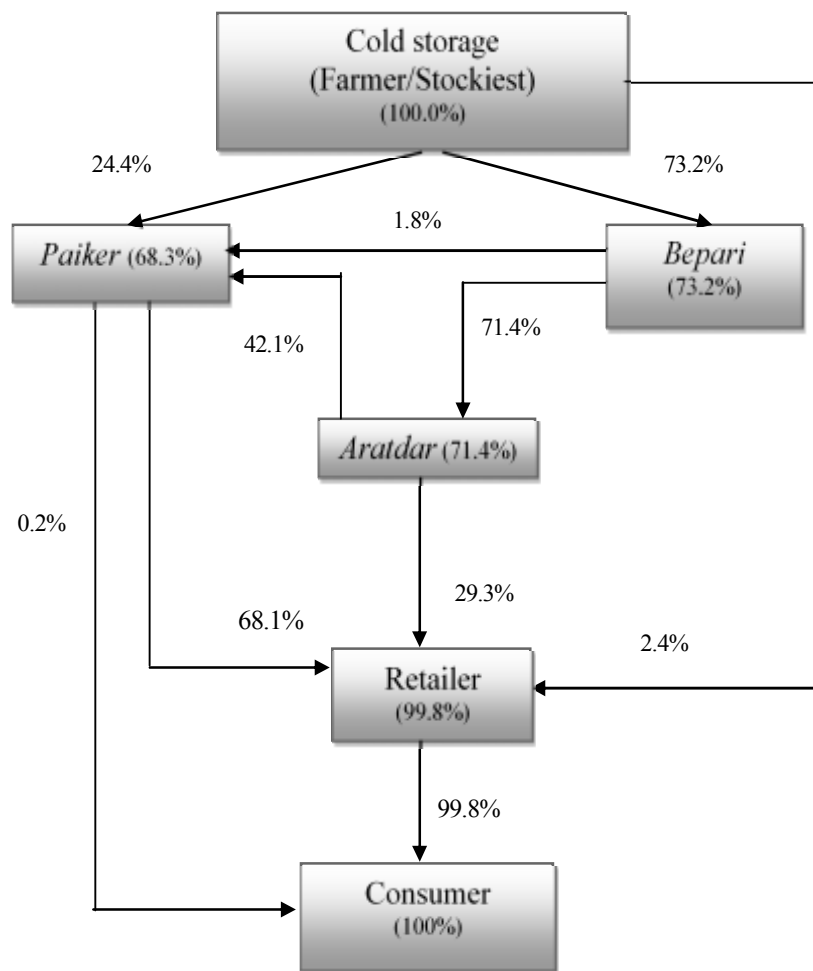 Cold storage
(Farmer/Stockiest)
(100.0%)
24.4%
73.2%
1.8%
Paiker (68.3%)
Bepari
(73.2%)
42.1%
71.4%
Aratdar (71.4%)
0.2%
29.3%
68.1%
2.4%
Retailer
(99.8%)
99.8%
Consumer
(100%)